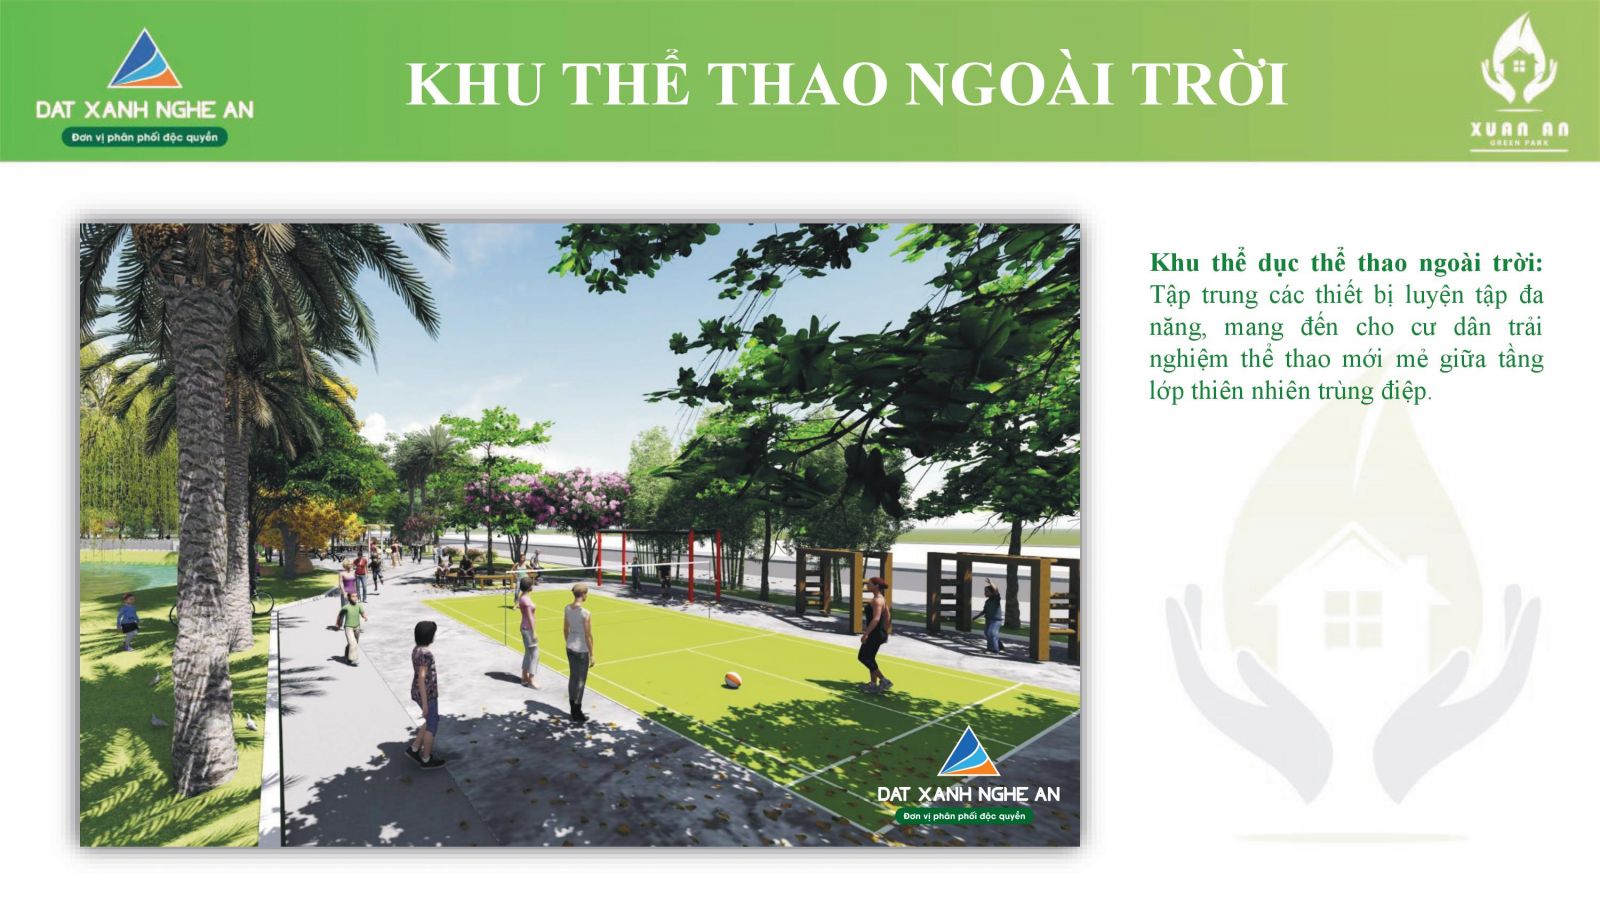 DAT XANH NGHE AN
Đơn vị phân phối độc quyền
KHU THỂ THAO NGOÀI TRỜI
XUAN AN
GREEN PARK
Khu thể dục thể thao ngoài trời:
Tập trung các thiết bị luyện tập đa
năng, mang đến cho cư dân trải
nghiệm thể thao mới mẻ giữa tầng
lớp thiên nhiên trùng điệp.
DAT XANH NGHE AN
Đơn vị phân phối độc quyền